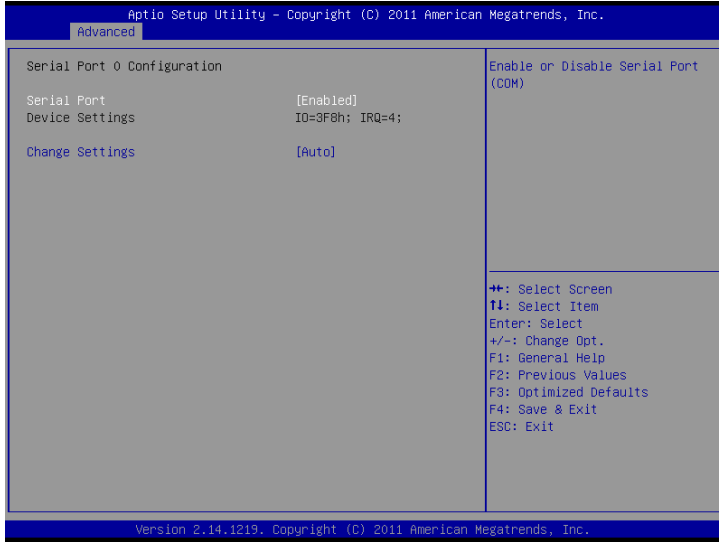 Aptio Setup Utility – Copyright (C) 2011 American Megatrends, Inc.
Advanced
Serial Port 0 Configuration
Serial Port [Enabled]
Device Settings IO=3F8h; IRQ=4;
Change Settings [Auto]
Enable or Disable Serial Port
(COM)
→←: Select Screen
↑↓: Select Item
Enter: Select
+/-: Change Opt.
F1: General Help
F2: Previous Values
F3: Optimized Defaults
F4: Save & Exit
ESC: Exit
Version 2.14.1219. Copyright (C) 2011 American Megatrends, Inc.